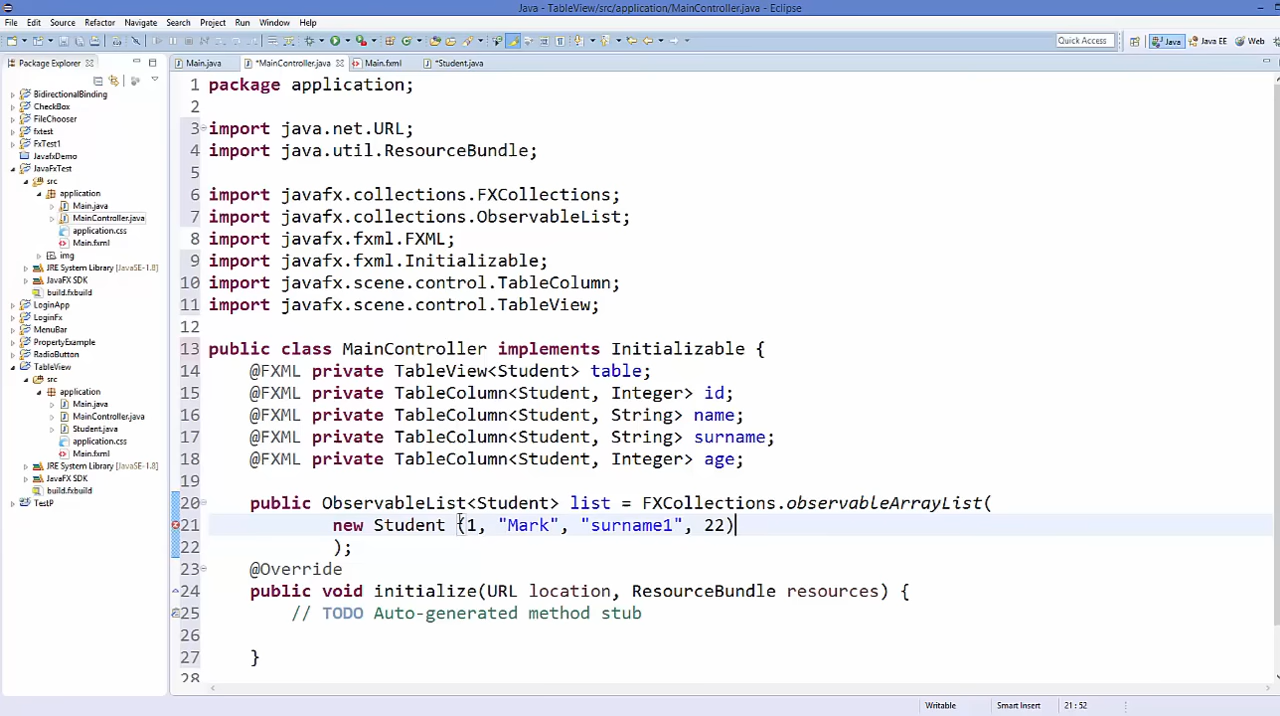 Java - TableView/src/application/MainController.java - Eclipse
File Edit Source Refactor Navigate Search Project Run Window Help
Quick Access Java Java EE Web
Package Explorer
Main.java *MainController.java Main.fxml *Student.java
BidirectionalBinding
CheckBox
FileChooser
fxtest
FxTest1
JavafxDemo
JavaFxTest
src
application
Main.java
MainController.java
application.css
Main.fxml
img
JRE System Library [JavaSE-1.8]
JavaFX SDK
build.fxbuild
LoginApp
LoginFx
MenuBar
PropertyExample
RadioButton
TableView
src
application
Main.java
MainController.java
Student.java
application.css
Main.fxml
JRE System Library [JavaSE-1.8]
JavaFX SDK
build.fxbuild
TestP
1 package application;
2
3 import java.net.URL;
4 import java.util.ResourceBundle;
5
6 import javafx.collections.FXCollections;
7 import javafx.collections.ObservableList;
8 import javafx.fxml.FXML;
9 import javafx.fxml.Initializable;
10 import javafx.scene.control.TableColumn;
11 import javafx.scene.control.TableView;
12
13 public class MainController implements Initializable {
14 @FXML private TableView<Student> table;
15 @FXML private TableColumn<Student, Integer> id;
16 @FXML private TableColumn<Student, String> name;
17 @FXML private TableColumn<Student, String> surname;
18 @FXML private TableColumn<Student, Integer> age;
19
20 public ObservableList<Student> list = FXCollections.observableArrayList(
21 new Student (1, "Mark", "surname1", 22)
22 );
23 @Override
24 public void initialize(URL location, ResourceBundle resources) {
25 // TODO Auto-generated method stub
26
27 }
28
Writable Smart Insert 21 : 52